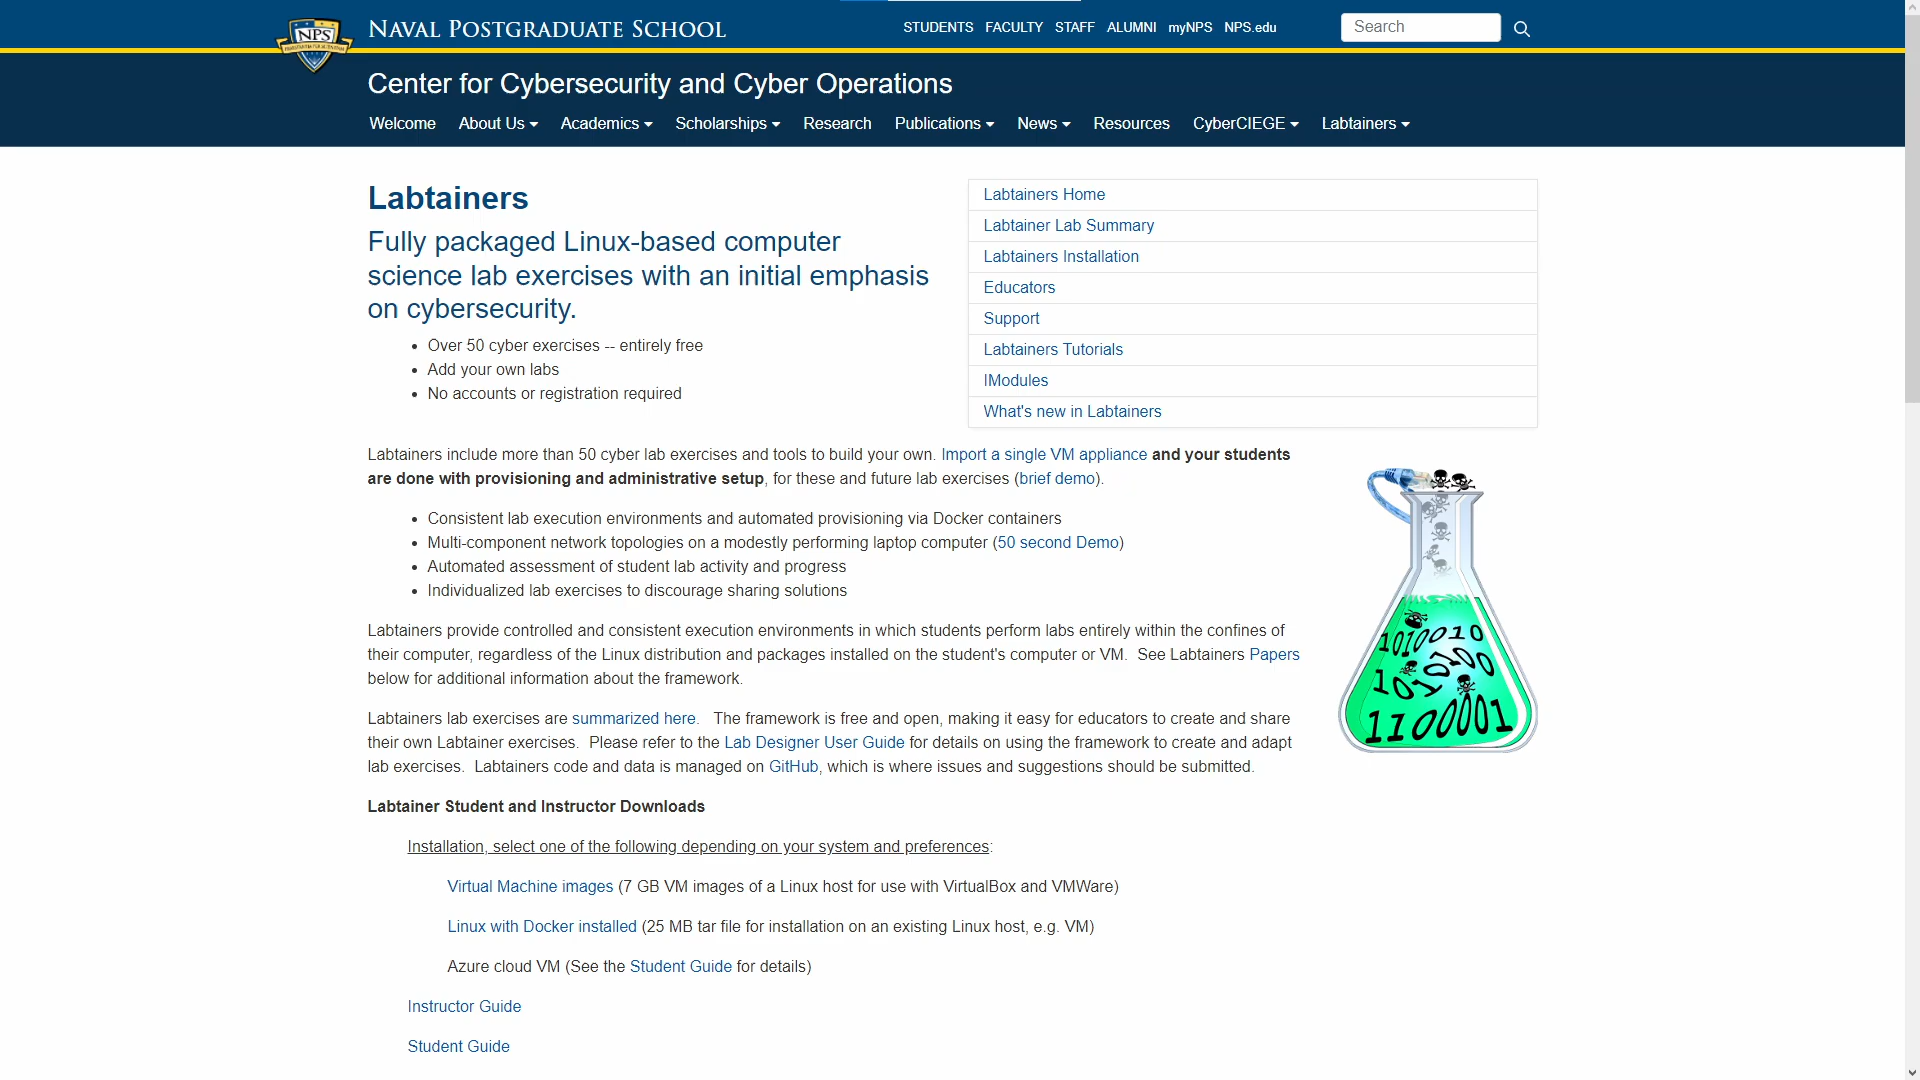 NPS
NAVAL POSTGRADUATE SCHOOL
STUDENTS FACULTY STAFF ALUMNI myNPS NPS.edu
Search
Center for Cybersecurity and Cyber Operations
Welcome About Us Academics Scholarships Research Publications News Resources CyberCIEGE Labtainers
Labtainers
Fully packaged Linux-based computer
science lab exercises with an initial emphasis
on cybersecurity.
• Over 50 cyber exercises -- entirely free
• Add your own labs
• No accounts or registration required
Labtainers Home
Labtainer Lab Summary
Labtainers Installation
Educators
Support
Labtainers Tutorials
IModules
What's new in Labtainers
Labtainers include more than 50 cyber lab exercises and tools to build your own. Import a single VM appliance and your students
are done with provisioning and administrative setup, for these and future lab exercises (brief demo).
• Consistent lab execution environments and automated provisioning via Docker containers
• Multi-component network topologies on a modestly performing laptop computer (50 second Demo)
• Automated assessment of student lab activity and progress
• Individualized lab exercises to discourage sharing solutions
Labtainers provide controlled and consistent execution environments in which students perform labs entirely within the confines of
their computer, regardless of the Linux distribution and packages installed on the student's computer or VM. See Labtainers Papers
below for additional information about the framework.
Labtainers lab exercises are summarized here. The framework is free and open, making it easy for educators to create and share
their own Labtainer exercises. Please refer to the Lab Designer User Guide for details on using the framework to create and adapt
lab exercises. Labtainers code and data is managed on GitHub, which is where issues and suggestions should be submitted.
1010010
1010100
1100001
Labtainer Student and Instructor Downloads
Installation, select one of the following depending on your system and preferences:
Virtual Machine images (7 GB VM images of a Linux host for use with VirtualBox and VMWare)
Linux with Docker installed (25 MB tar file for installation on an existing Linux host, e.g. VM)
Azure cloud VM (See the Student Guide for details)
Instructor Guide
Student Guide